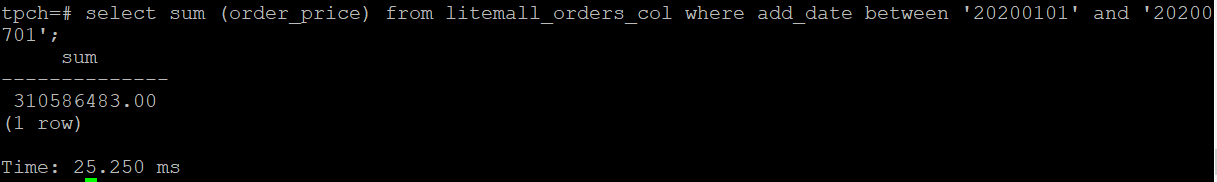 tpch=# select sum (order_price) from litemall_orders_col where add_date between '20200101' and '20200
701';
     sum
--------------
 310586483.00
(1 row)

Time: 25.250 ms